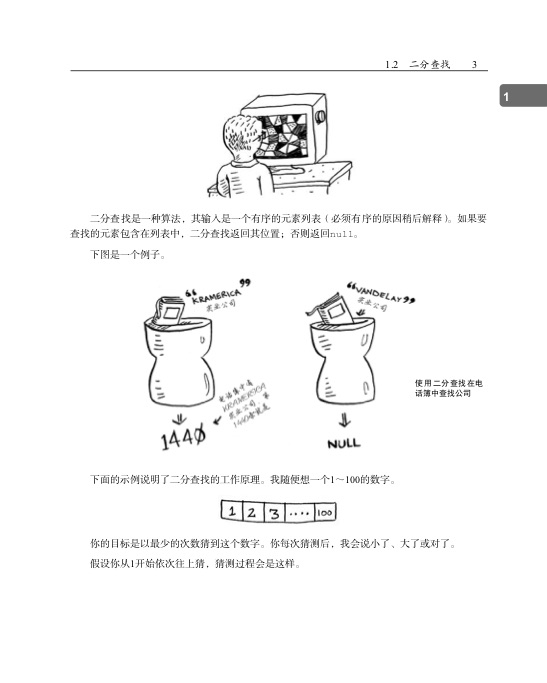 1.2 二分查找 3
1
二分查找是一种算法，其输入是一个有序的元素列表（必须有序的原因稍后解释）。如果要
查找的元素包含在列表中，二分查找返回其位置；否则返回null。
下图是一个例子。
“KRAMERICA”
实业公司
“VANDELAY”
实业公司
使用二分查找在电
话簿中查找公司
电话簿中有
KRAMERICA
实业公司，第
1440条就是
1440
NULL
下面的示例说明了二分查找的工作原理。我随便想一个1～100的数字。
1 2 3 .... 100
你的目标是以最少的次数猜到这个数字。你每次猜测后，我会说小了、大了或对了。
假设你从1开始依次往上猜，猜测过程会是这样。